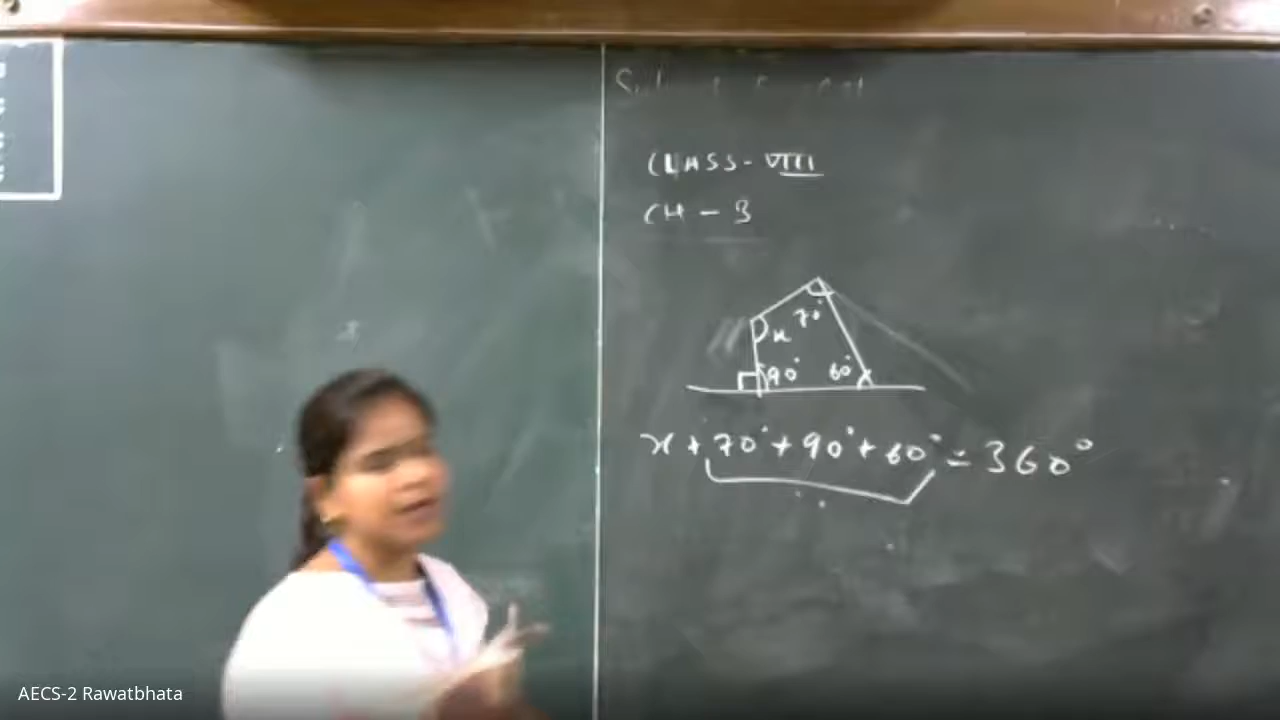 CLASS - VIII
CH - 3
70°
x
90° 60°
x + 70° + 90° + 60° = 360°
AECS-2 Rawatbhata